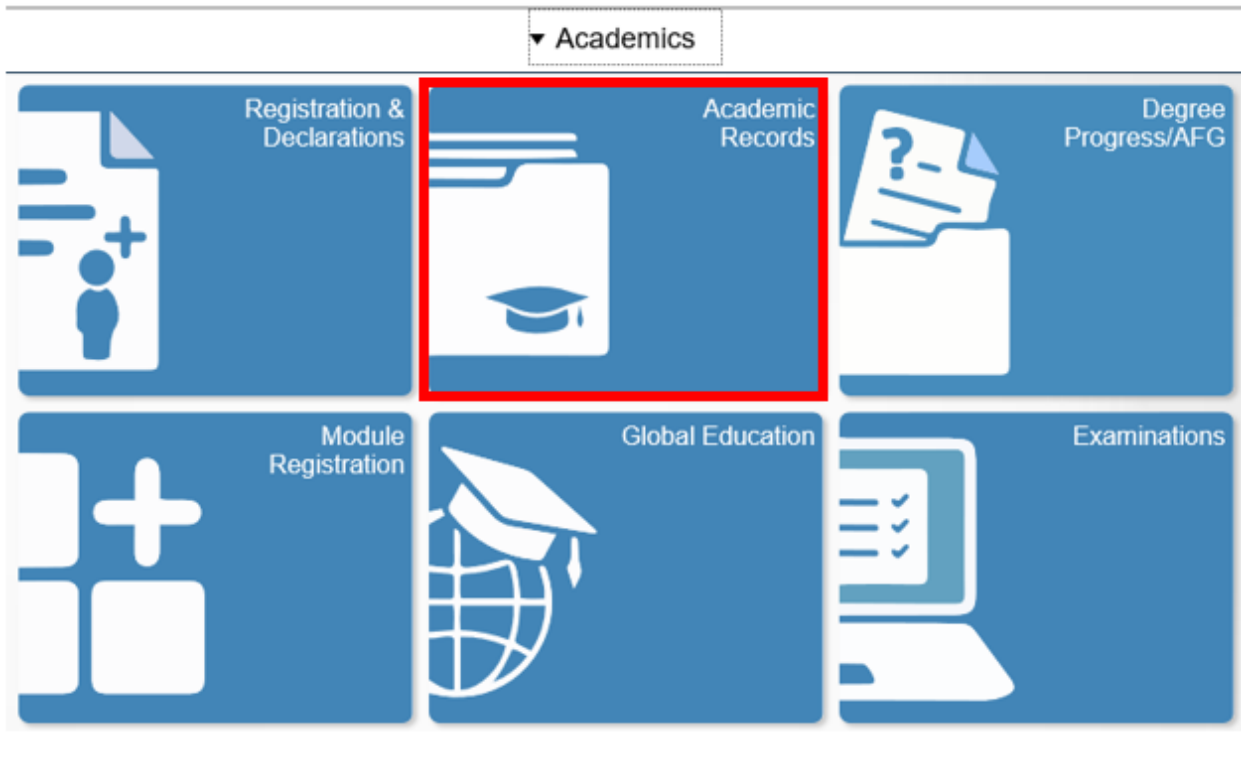 Academics
Registration &
Declarations
Academic
Records
Degree
Progress/AFG
?
Module
Registration
Global Education
Examinations